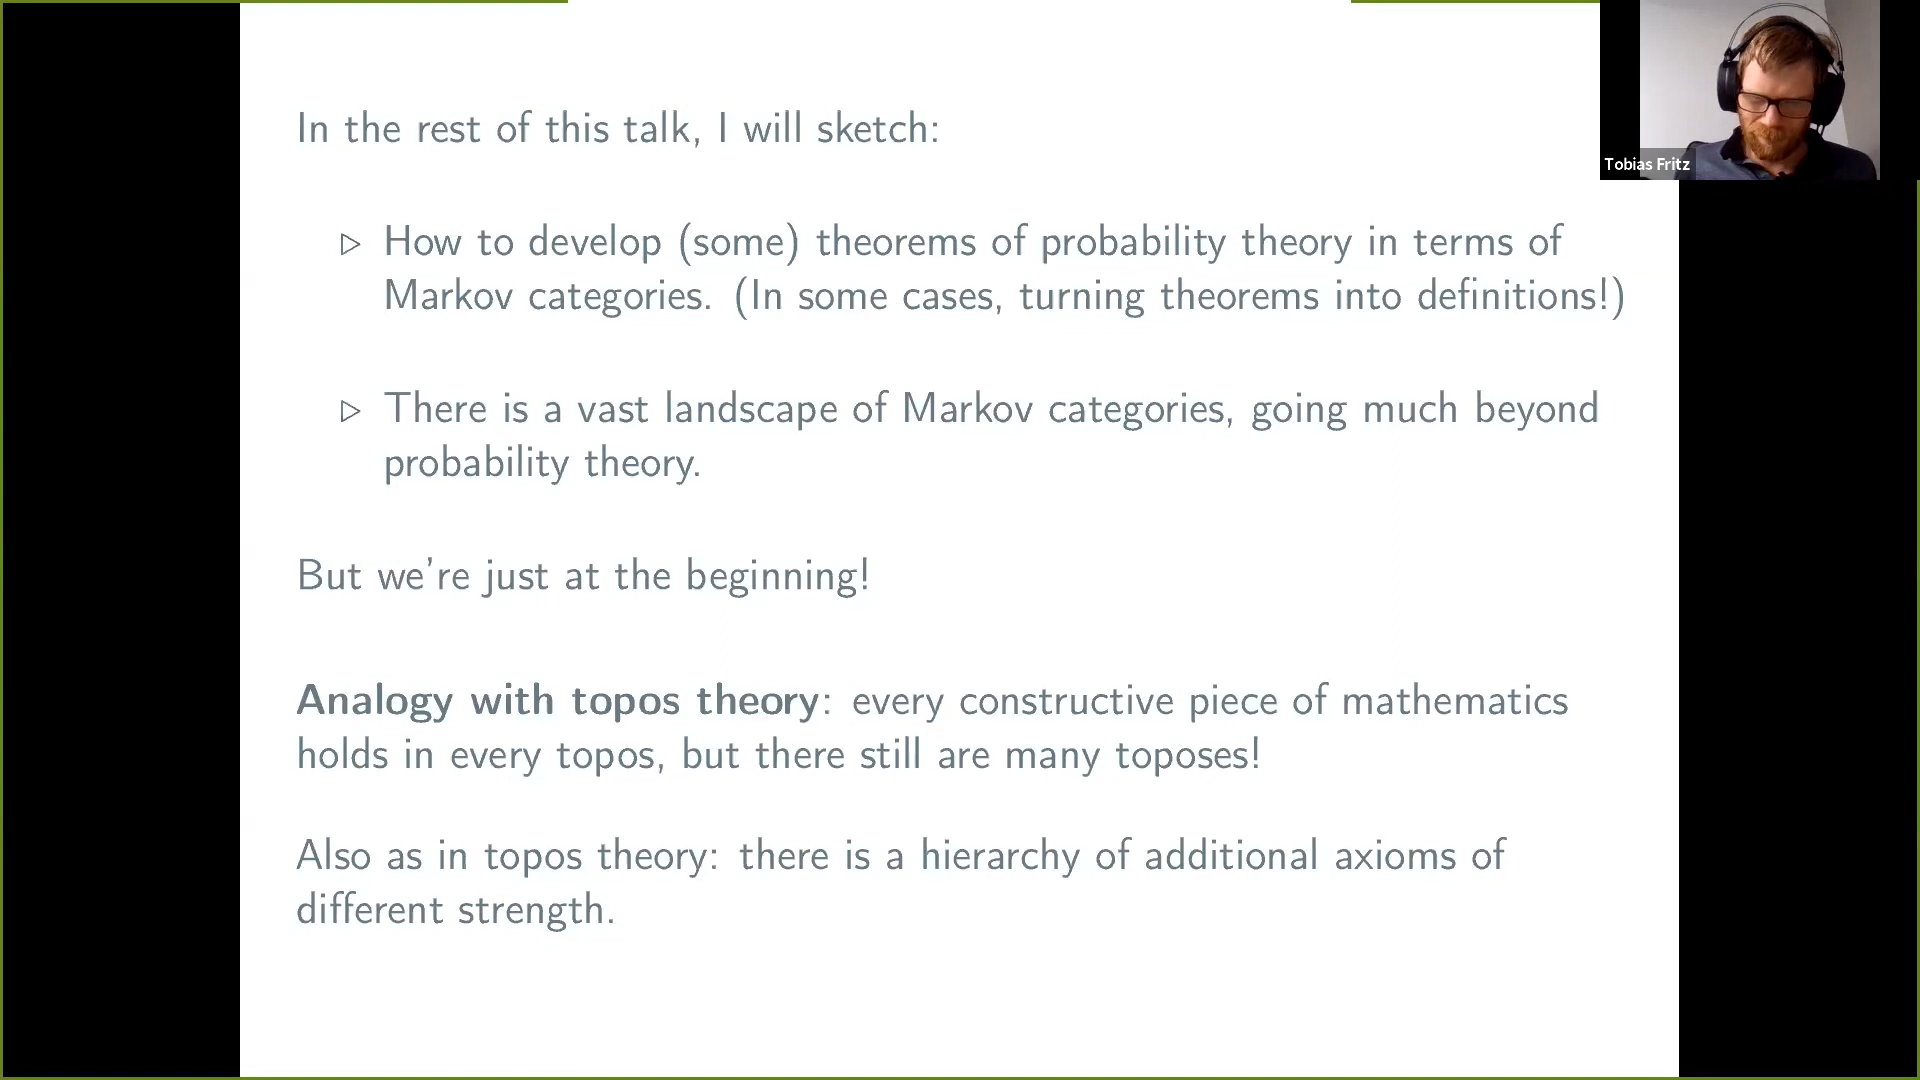 In the rest of this talk, I will sketch:
▷ How to develop (some) theorems of probability theory in terms of
Markov categories. (In some cases, turning theorems into definitions!)
▷ There is a vast landscape of Markov categories, going much beyond
probability theory.
But we're just at the beginning!
Analogy with topos theory: every constructive piece of mathematics
holds in every topos, but there still are many toposes!
Also as in topos theory: there is a hierarchy of additional axioms of
different strength.
Tobias Fritz